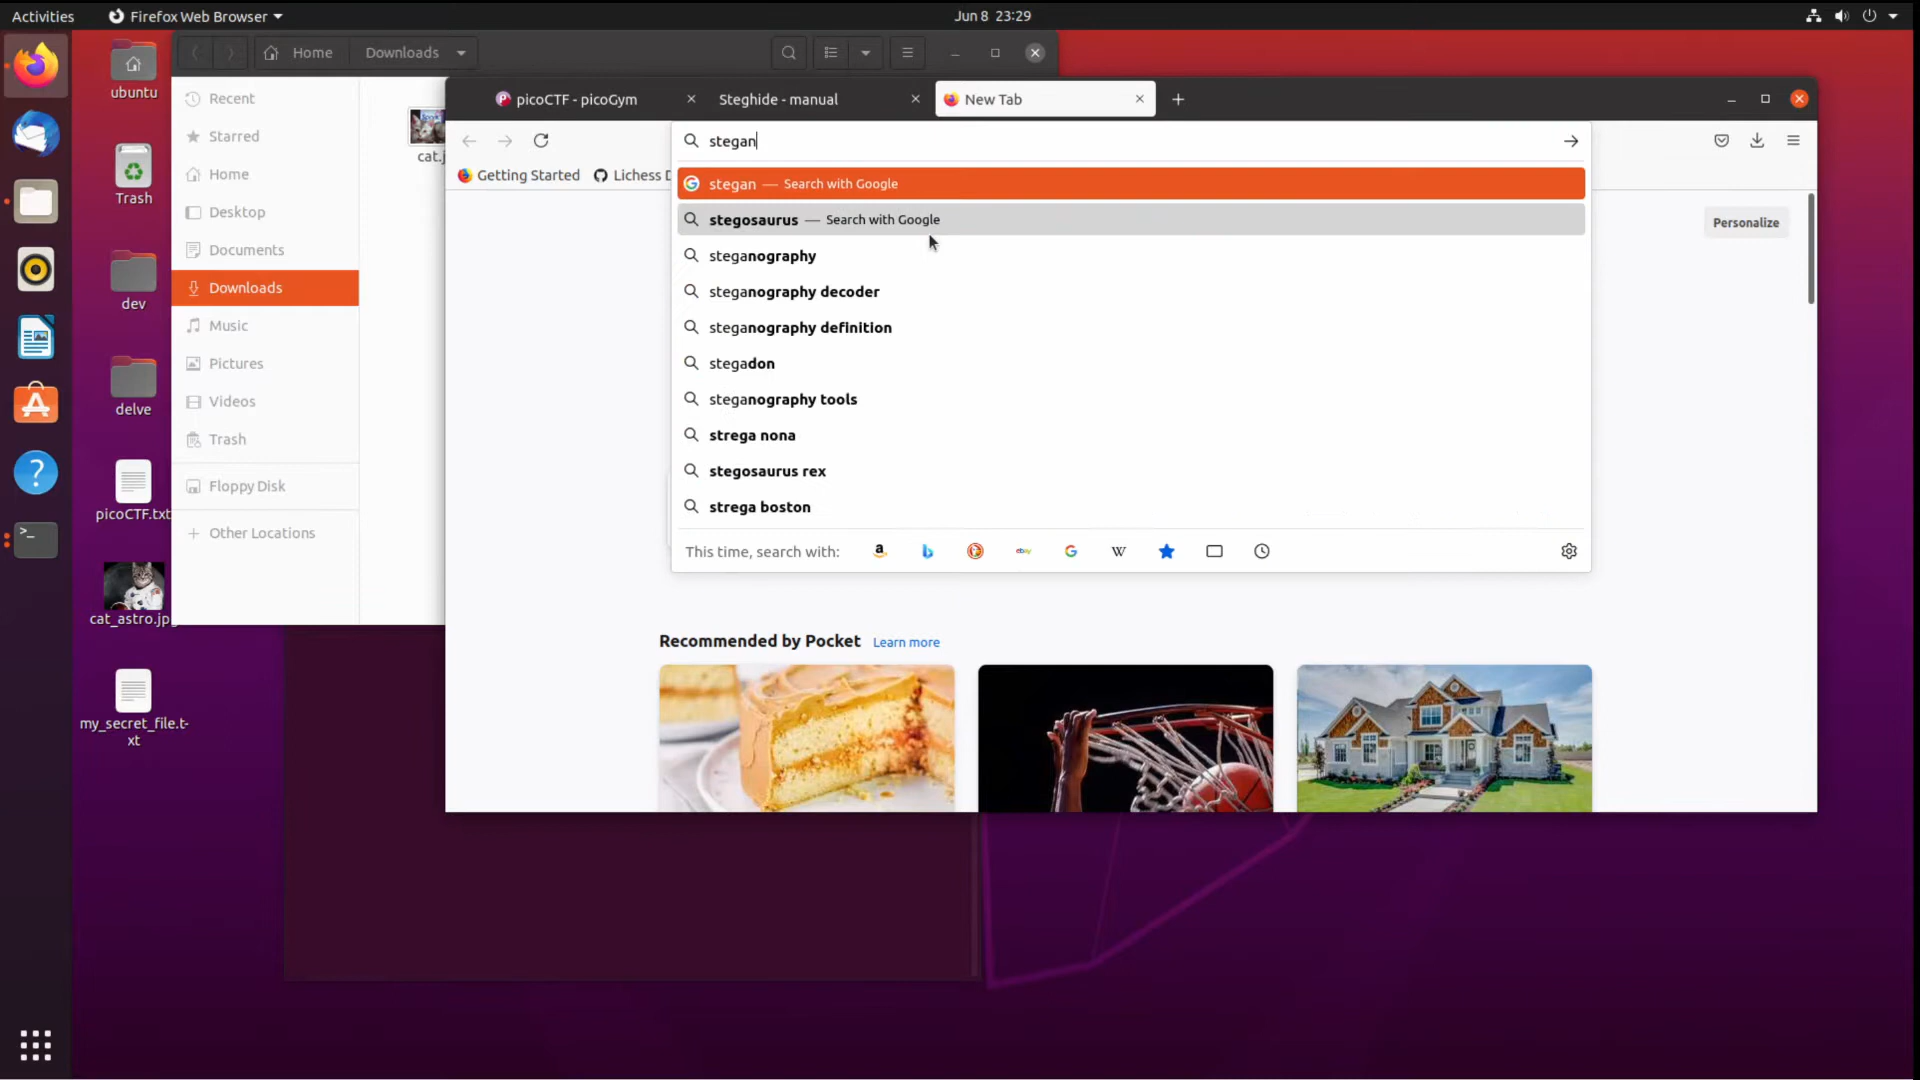 Activities
Firefox Web Browser
Jun 8 23:29
ubuntu
Trash
dev
delve
picoCTF.txt
cat_astro.jp
my_secret_file.t-
xt
Home
Downloads
Recent
Starred
Home
Desktop
Documents
Downloads
Music
Pictures
Videos
Trash
Floppy Disk
+ Other Locations
cat.j
picoCTF - picoGym
Steghide - manual
New Tab
stegan
Getting Started
Lichess D
stegan — Search with Google
stegosaurus — Search with Google
steganography
steganography decoder
steganography definition
stegadon
steganography tools
strega nona
stegosaurus rex
strega boston
This time, search with:
Personalize
Recommended by Pocket
Learn more